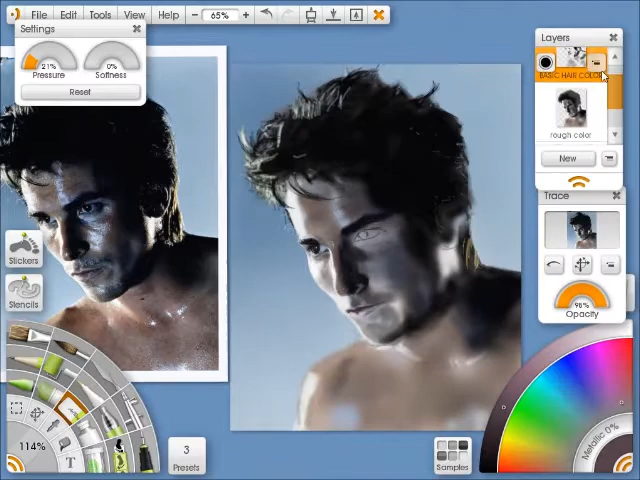 File Edit Tools View Help 65%
Settings
21% 0%
Pressure Softness
Reset
Layers
BASIC HAIR COLOR
rough color
New
Trace
98%
Opacity
Stickers
Stencils
114%
T
3
Presets
Samples
Metallic 0%